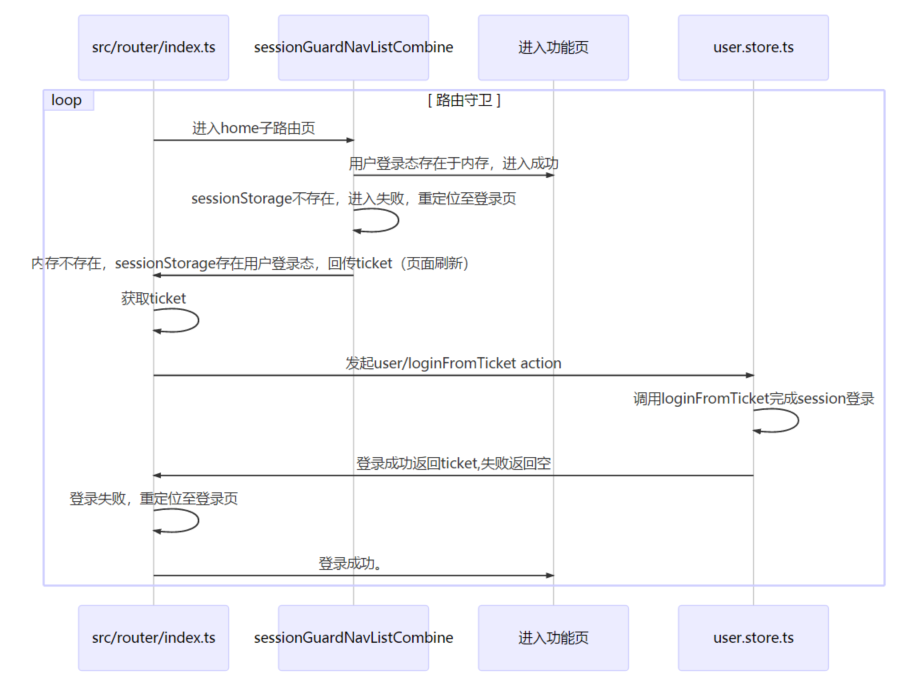 src/router/index.ts
sessionGuardNavListCombine
进入功能页
user.store.ts
loop
[ 路由守卫 ]
进入home子路由页
用户登录态存在于内存，进入成功
sessionStorage不存在，进入失败，重定位至登录页
内存不存在，sessionStorage存在用户登录态，回传ticket（页面刷新）
获取ticket
发起user/loginFromTicket action
调用loginFromTicket完成session登录
登录成功返回ticket,失败返回空
登录失败，重定位至登录页
登录成功。
src/router/index.ts
sessionGuardNavListCombine
进入功能页
user.store.ts